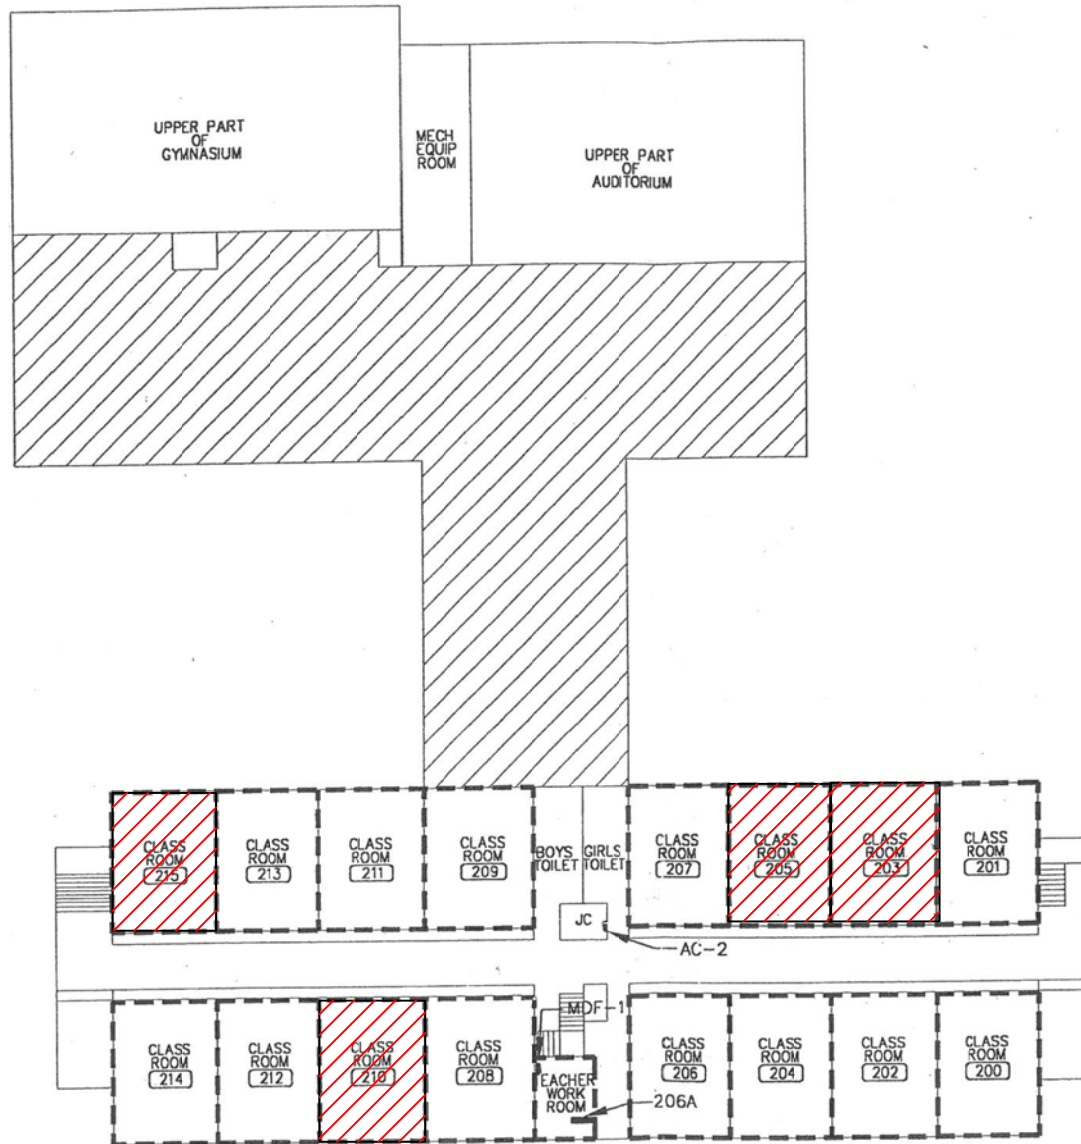 UPPER PART
OF
GYMNASIUM
MECH
EQUIP
ROOM
UPPER PART
OF
AUDITORIUM
CLASS
ROOM
215
CLASS
ROOM
213
CLASS
ROOM
211
CLASS
ROOM
209
BOYS
TOILET
GIRLS
TOILET
CLASS
ROOM
207
CLASS
ROOM
205
CLASS
ROOM
203
CLASS
ROOM
201
JC
AC-2
MDF-1
CLASS
ROOM
214
CLASS
ROOM
212
CLASS
ROOM
210
CLASS
ROOM
208
EACHER
WORK
ROOM
206A
CLASS
ROOM
206
CLASS
ROOM
204
CLASS
ROOM
202
CLASS
ROOM
200